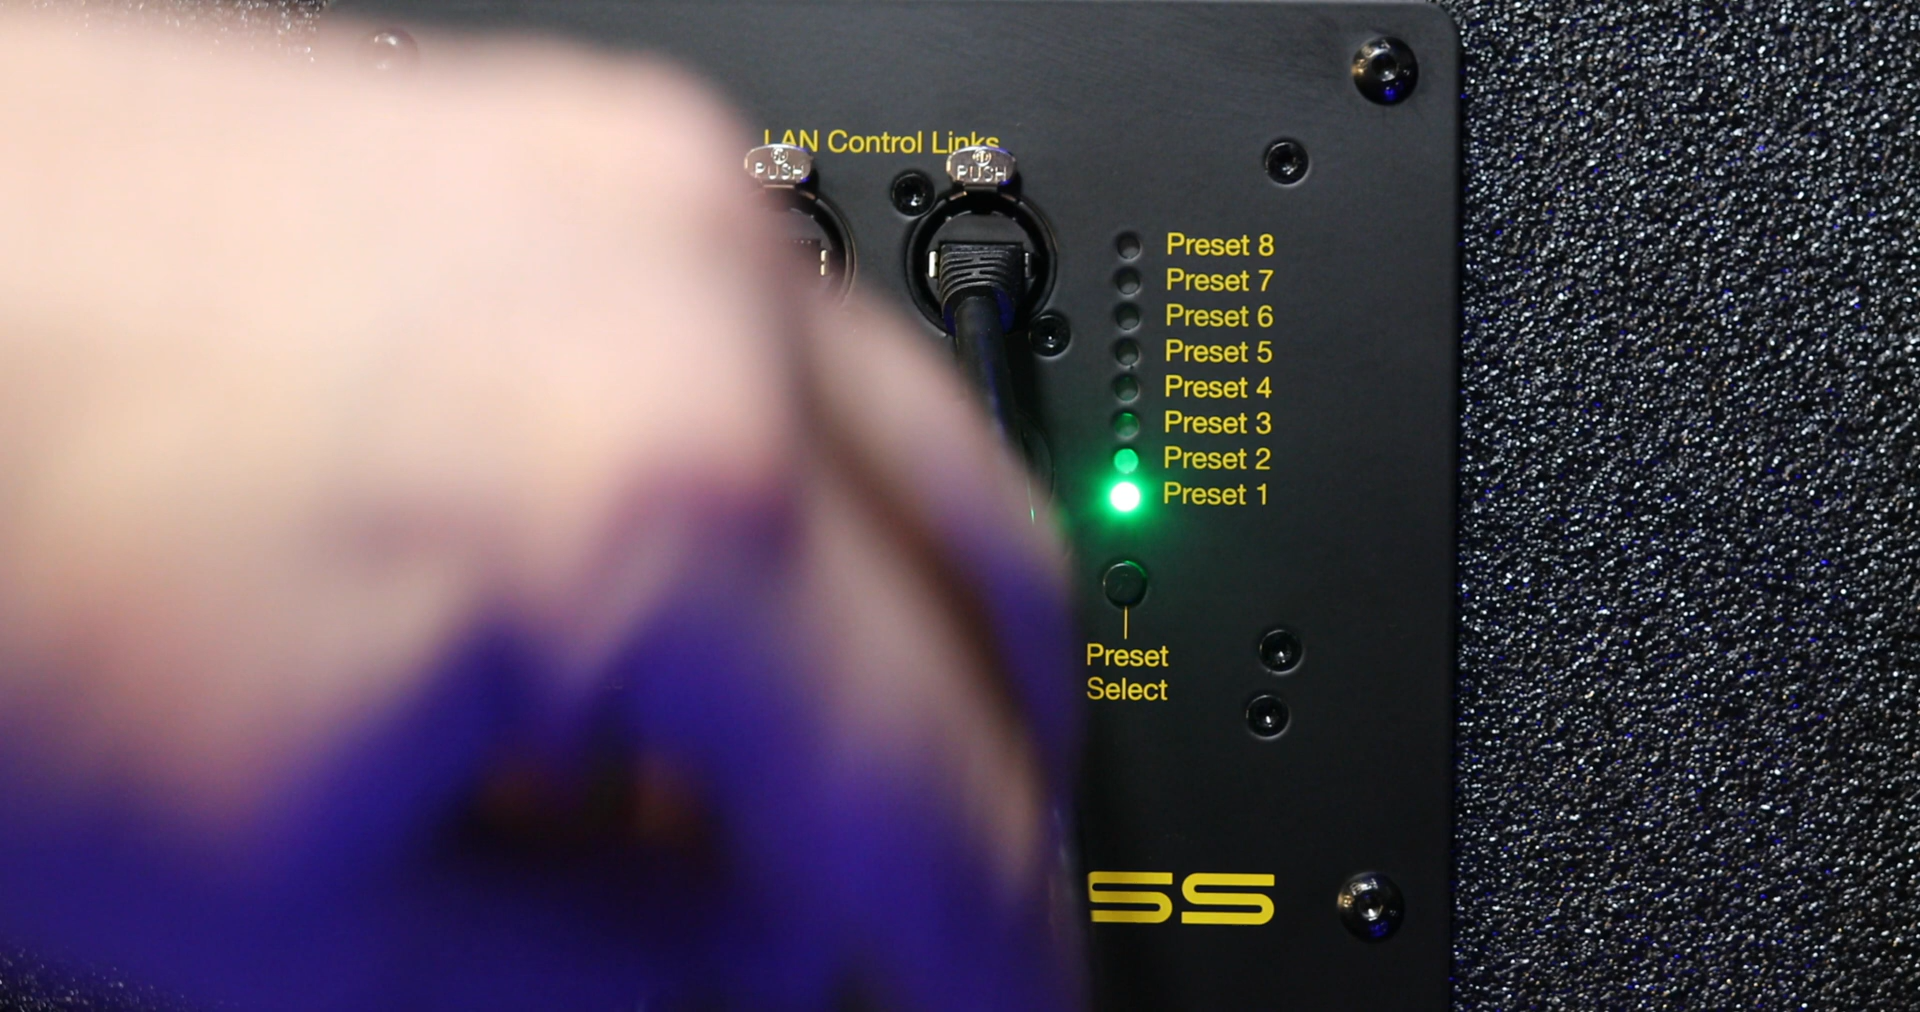 LAN Control Links
PUSH
PUSH
Preset 8
Preset 7
Preset 6
Preset 5
Preset 4
Preset 3
Preset 2
Preset 1
Preset
Select
SS